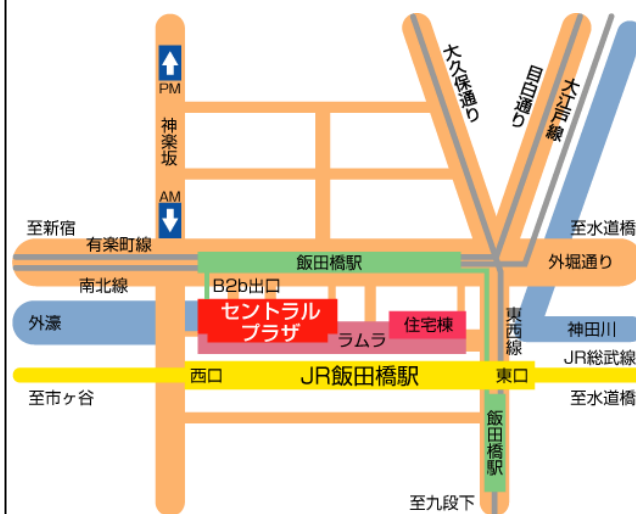 PM
神楽坂
AM
大久保通り
目白通り
大江戸線
至新宿
有楽町線
飯田橋駅
至水道橋
外堀通り
南北線
B2b出口
外濠
セントラル
プラザ
ラムラ
住宅棟
東西線
神田川
JR総武線
西口
JR飯田橋駅
東口
至市ヶ谷
至水道橋
飯田橋駅
至九段下